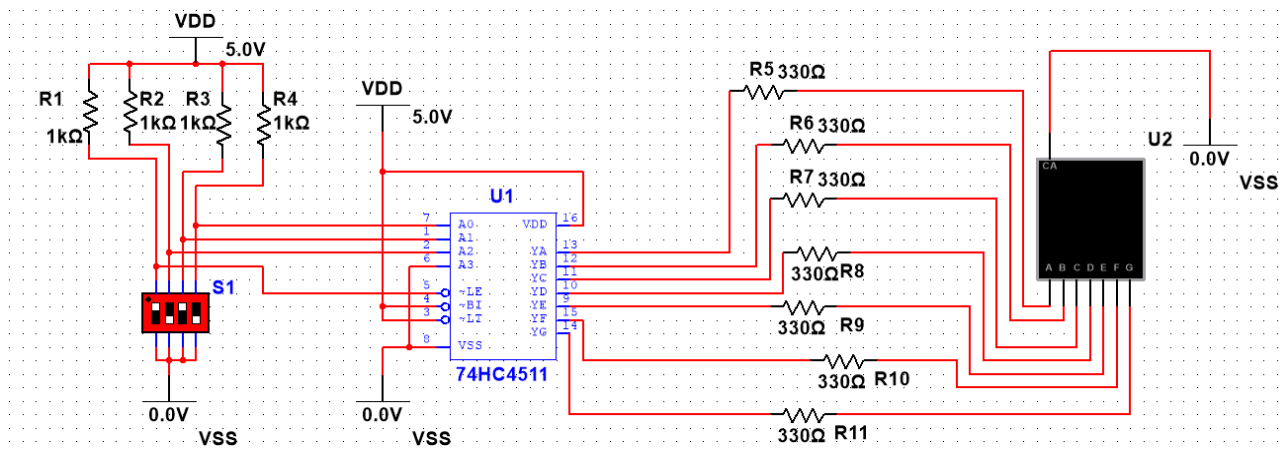 VDD
5.0V
R1
1kΩ
R2
1kΩ
R3
1kΩ
R4
1kΩ
VDD
5.0V
S1
0.0V
VSS
U1
7 A0 VDD 16
1 A1
2 A2 YA 13
6 A3 YB 12
YC 11
5 ~LE YD 10
4 ~BI YE 9
3 ~LT YF 15
YG 14
8 VSS
74HC4511
0.0V
VSS
R5 330Ω
R6 330Ω
R7 330Ω
330Ω R8
330Ω R9
330Ω R10
330Ω R11
U2
CA
A B C D E F G
0.0V
VSS